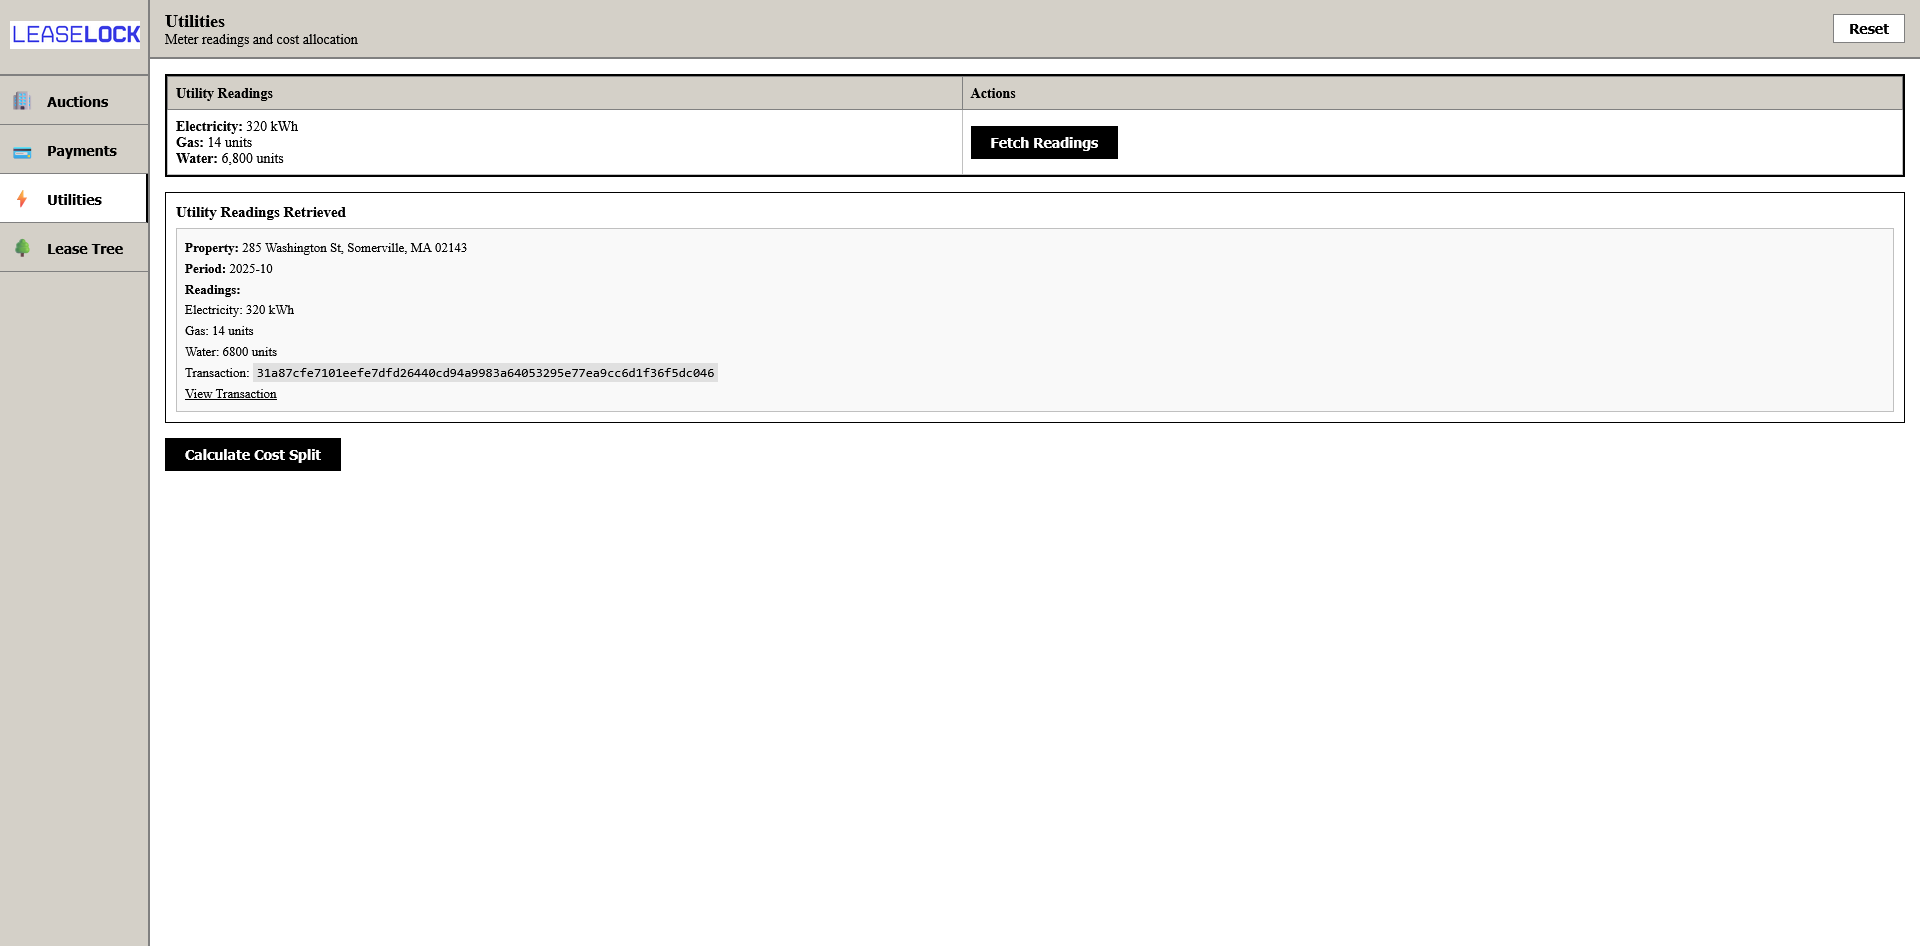 LEASELOCK
Auctions
Payments
Utilities
Lease Tree
Utilities
Meter readings and cost allocation
Reset
Utility Readings
Actions
Electricity: 320 kWh
Gas: 14 units
Water: 6,800 units
Fetch Readings
Utility Readings Retrieved
Property: 285 Washington St, Somerville, MA 02143
Period: 2025-10
Readings:
Electricity: 320 kWh
Gas: 14 units
Water: 6800 units
Transaction: 31a87cfe7101eefe7dfd26440cd94a9983a64053295e77ea9cc6d1f36f5dc046
View Transaction
Calculate Cost Split